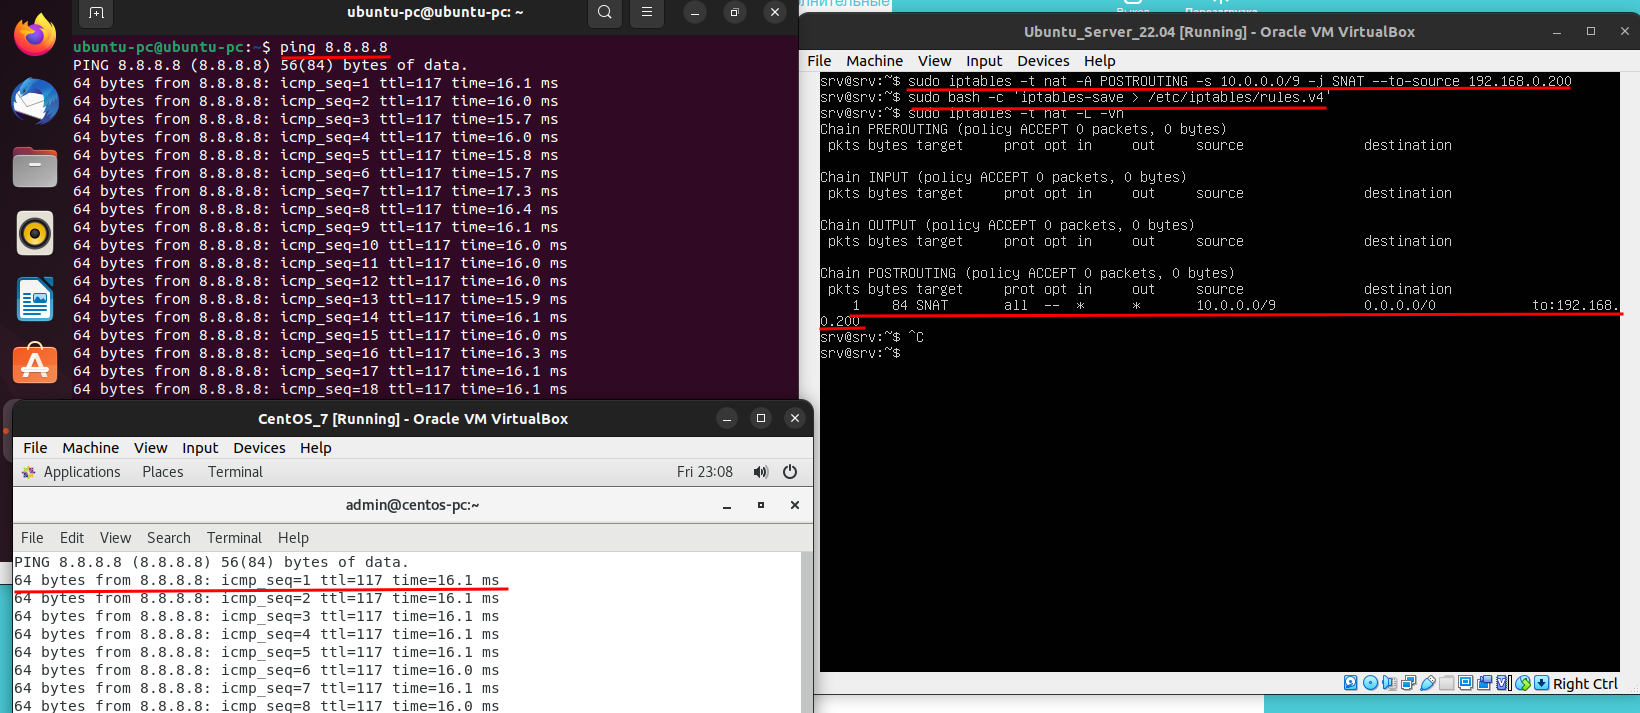 ubuntu-pc@ubuntu-pc: ~
ubuntu-pc@ubuntu-pc:~$ ping 8.8.8.8
PING 8.8.8.8 (8.8.8.8) 56(84) bytes of data.
64 bytes from 8.8.8.8: icmp_seq=1 ttl=117 time=16.1 ms
64 bytes from 8.8.8.8: icmp_seq=2 ttl=117 time=16.0 ms
64 bytes from 8.8.8.8: icmp_seq=3 ttl=117 time=15.7 ms
64 bytes from 8.8.8.8: icmp_seq=4 ttl=117 time=16.0 ms
64 bytes from 8.8.8.8: icmp_seq=5 ttl=117 time=15.8 ms
64 bytes from 8.8.8.8: icmp_seq=6 ttl=117 time=15.7 ms
64 bytes from 8.8.8.8: icmp_seq=7 ttl=117 time=17.3 ms
64 bytes from 8.8.8.8: icmp_seq=8 ttl=117 time=16.4 ms
64 bytes from 8.8.8.8: icmp_seq=9 ttl=117 time=16.1 ms
64 bytes from 8.8.8.8: icmp_seq=10 ttl=117 time=16.0 ms
64 bytes from 8.8.8.8: icmp_seq=11 ttl=117 time=16.0 ms
64 bytes from 8.8.8.8: icmp_seq=12 ttl=117 time=16.0 ms
64 bytes from 8.8.8.8: icmp_seq=13 ttl=117 time=15.9 ms
64 bytes from 8.8.8.8: icmp_seq=14 ttl=117 time=16.1 ms
64 bytes from 8.8.8.8: icmp_seq=15 ttl=117 time=16.0 ms
64 bytes from 8.8.8.8: icmp_seq=16 ttl=117 time=16.3 ms
64 bytes from 8.8.8.8: icmp_seq=17 ttl=117 time=16.1 ms
64 bytes from 8.8.8.8: icmp_seq=18 ttl=117 time=16.1 ms
CentOS_7 [Running] - Oracle VM VirtualBox
File Machine View Input Devices Help
Applications Places Terminal Fri 23:08
admin@centos-pc:~
File Edit View Search Terminal Help
PING 8.8.8.8 (8.8.8.8) 56(84) bytes of data.
64 bytes from 8.8.8.8: icmp_seq=1 ttl=117 time=16.1 ms
64 bytes from 8.8.8.8: icmp_seq=2 ttl=117 time=16.1 ms
64 bytes from 8.8.8.8: icmp_seq=3 ttl=117 time=16.1 ms
64 bytes from 8.8.8.8: icmp_seq=4 ttl=117 time=16.1 ms
64 bytes from 8.8.8.8: icmp_seq=5 ttl=117 time=16.1 ms
64 bytes from 8.8.8.8: icmp_seq=6 ttl=117 time=16.0 ms
64 bytes from 8.8.8.8: icmp_seq=7 ttl=117 time=16.1 ms
64 bytes from 8.8.8.8: icmp_seq=8 ttl=117 time=16.0 ms
Ubuntu_Server_22.04 [Running] - Oracle VM VirtualBox
File Machine View Input Devices Help
srv@srv:~$ sudo iptables -t nat -A POSTROUTING -s 10.0.0.0/9 -j SNAT --to-source 192.168.0.200
srv@srv:~$ sudo bash -c 'iptables-save > /etc/iptables/rules.v4'
srv@srv:~$ sudo iptables -t nat -L -vn
Chain PREROUTING (policy ACCEPT 0 packets, 0 bytes)
pkts bytes target prot opt in out source destination
Chain INPUT (policy ACCEPT 0 packets, 0 bytes)
pkts bytes target prot opt in out source destination
Chain OUTPUT (policy ACCEPT 0 packets, 0 bytes)
pkts bytes target prot opt in out source destination
Chain POSTROUTING (policy ACCEPT 0 packets, 0 bytes)
pkts bytes target prot opt in out source destination
1 84 SNAT all -- * * 10.0.0.0/9 0.0.0.0/0 to:192.168.
0.200
srv@srv:~$ ^C
srv@srv:~$
Right Ctrl